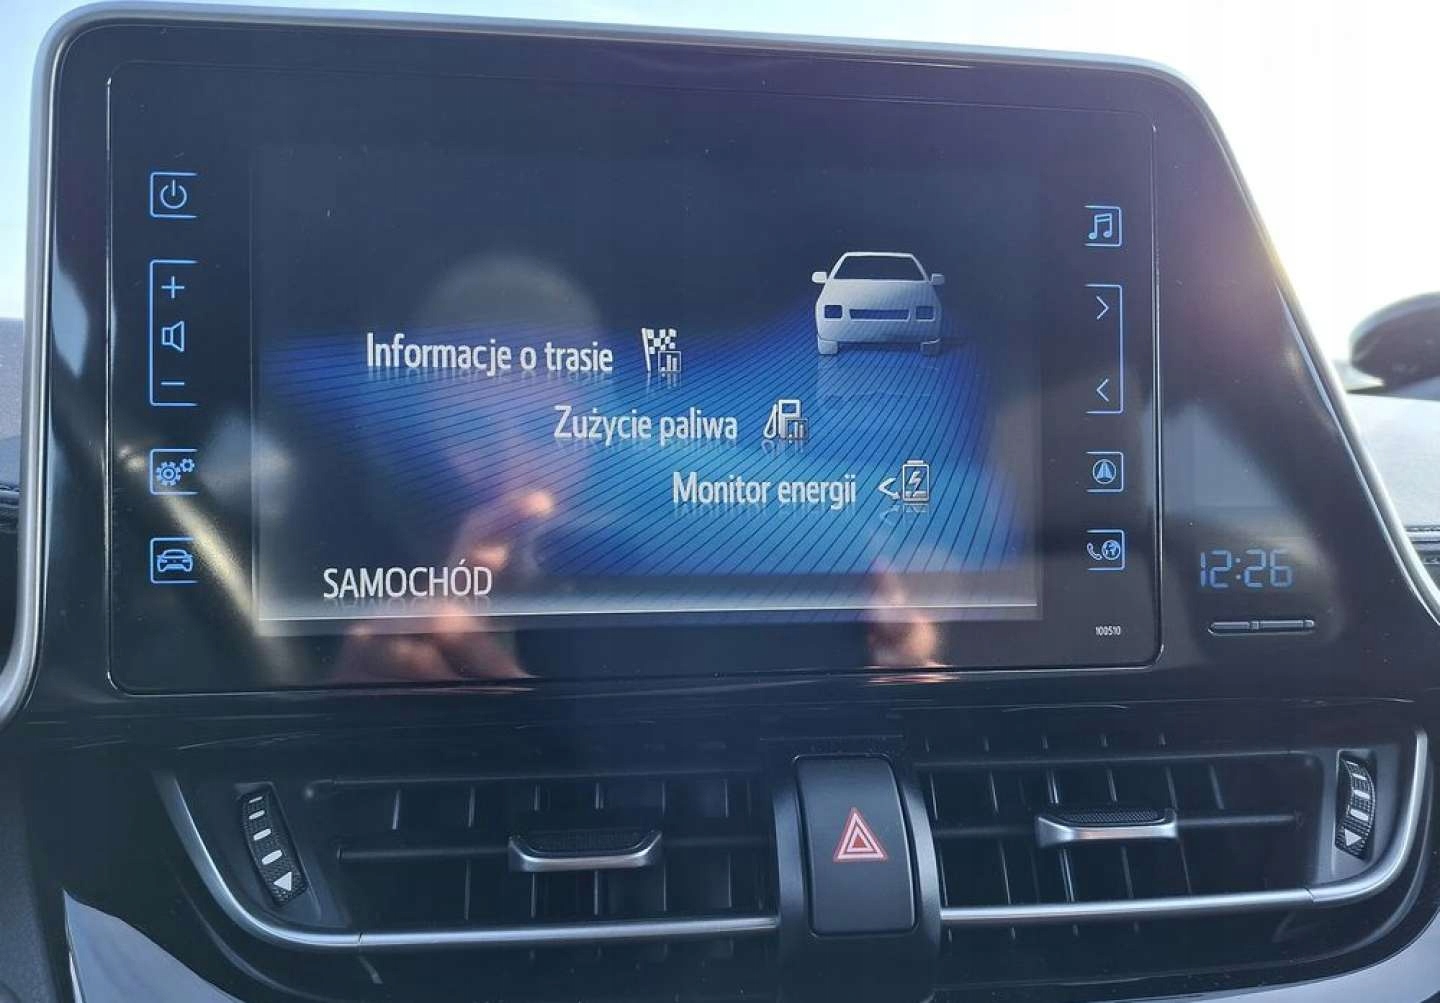 Informacje o trasie
Zużycie paliwa
Monitor energii
SAMOCHÓD
12:26
100510